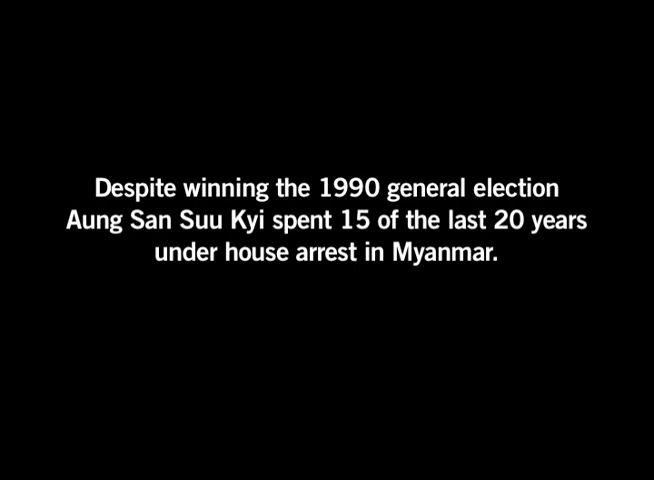 Despite winning the 1990 general election
Aung San Suu Kyi spent 15 of the last 20 years
under house arrest in Myanmar.